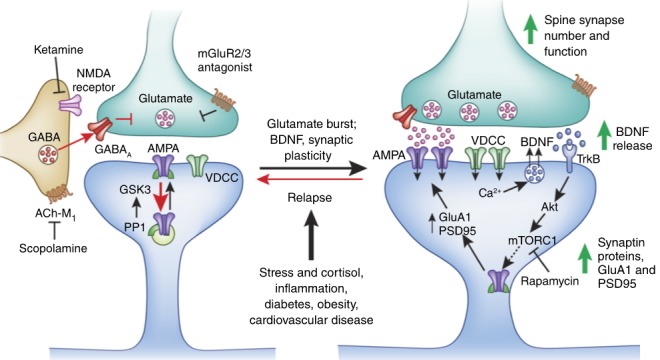 Ketamine
NMDA
receptor
mGluR2/3
antagonist
Glutamate
GABA
GABAA
AMPA
VDCC
GSK3
PP1
ACh-M1
Scopolamine
Glutamate burst;
BDNF, synaptic
plasticity
Relapse
Stress and cortisol,
inflammation,
diabetes, obesity,
cardiovascular disease
Spine synapse
number and
function
Glutamate
AMPA
VDCC
BDNF
TrkB
BDNF
release
Ca2+
Akt
GluA1
PSD95
mTORC1
Rapamycin
Synaptin
proteins,
GluA1 and
PSD95